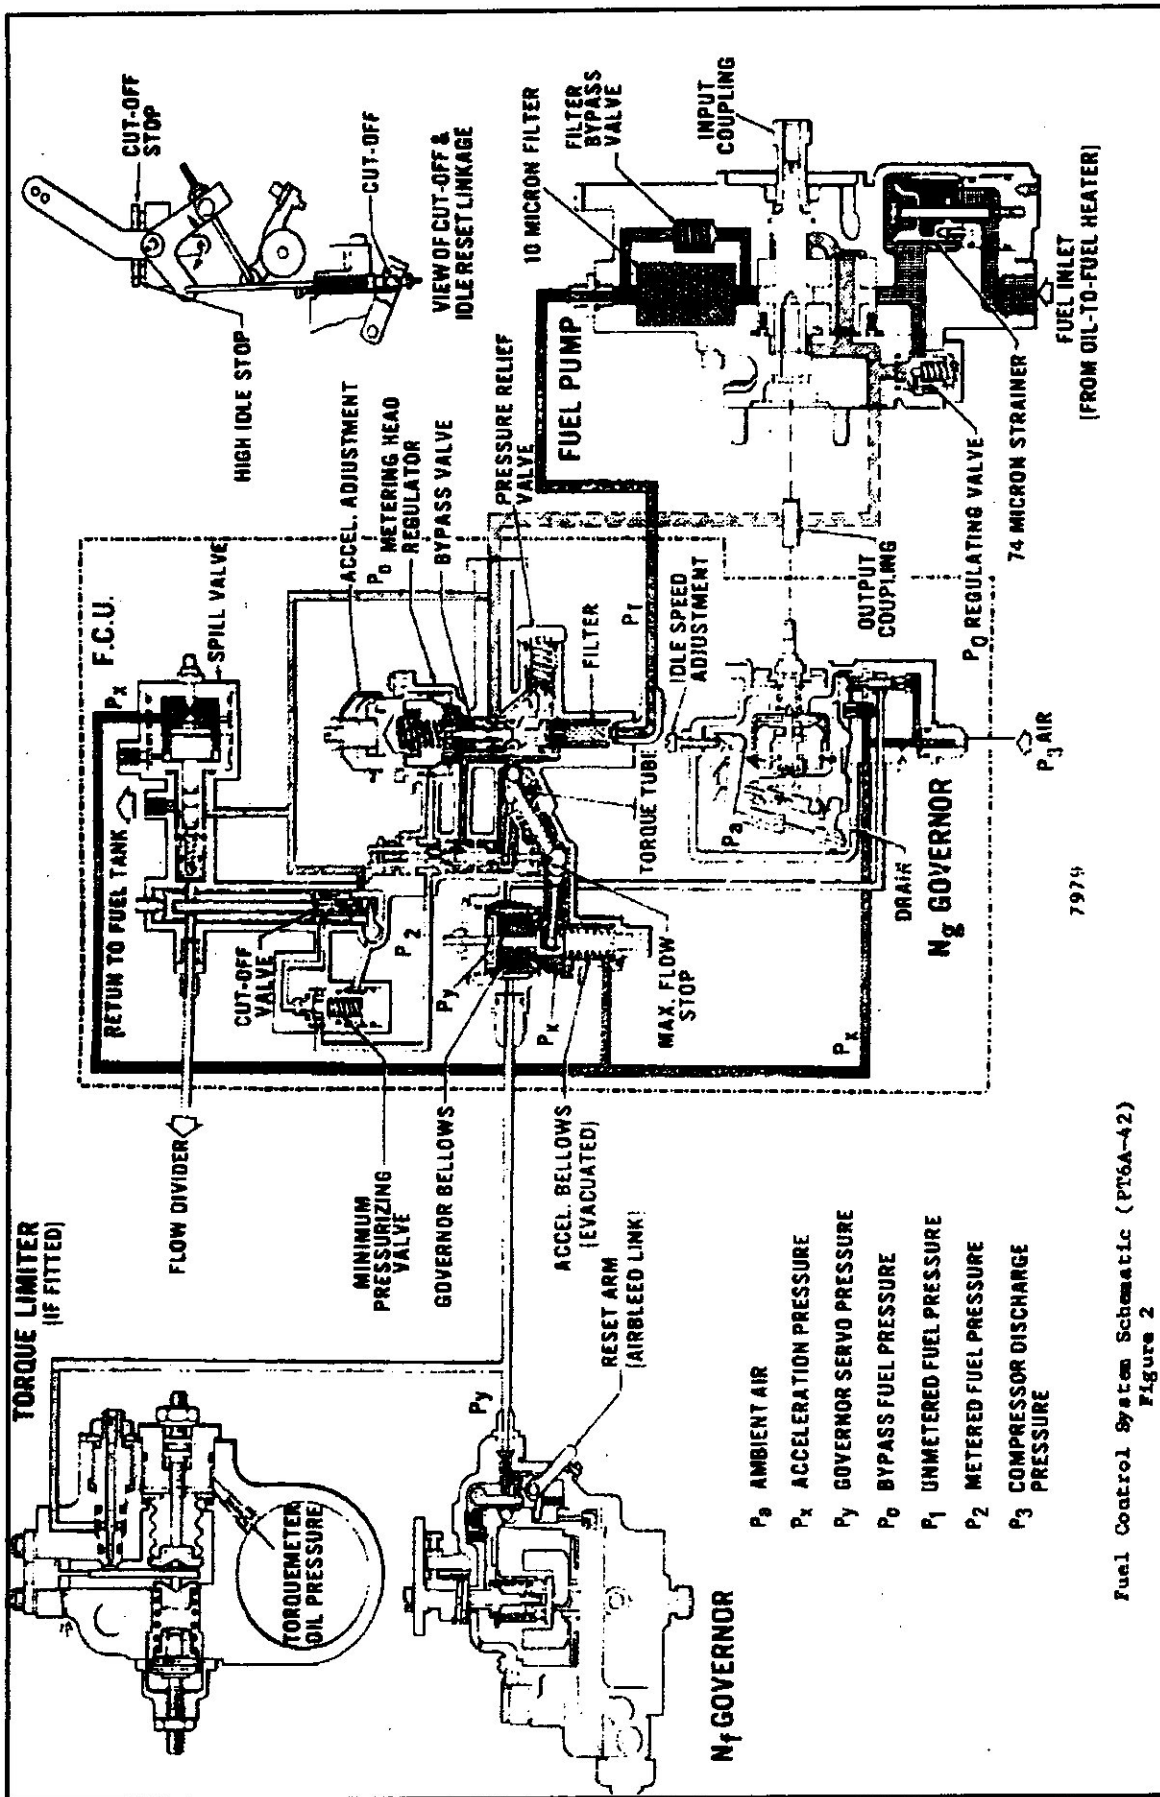 TORQUE LIMITER
[IF FITTED]
TORQUEMETER
OIL PRESSURE
FLOW DIVIDER
RETUN TO FUEL TANK
Px
F.C.U.
SPILL VALVE
CUT-OFF
STOP
HIGH IDLE STOP
CUT-OFF
VIEW OF CUT-OFF &
IDLE RESET LINKAGE
ACCEL. ADJUSTMENT
P0 METERING HEAD
REGULATOR
BYPASS VALVE
PRESSURE RELIEF
VALVE
CUT-OFF
VALVE
P2
MINIMUM
PRESSURIZING
VALVE
GOVERNOR BELLOWS
Py
Px
ACCEL. BELLOWS
[EVACUATED]
MAX. FLOW
STOP
TORQUE TUBE
FILTER
P1
10 MICRON FILTER
FILTER
BYPASS
VALVE
FUEL PUMP
INPUT
COUPLING
Py
RESET ARM
[AIRBLEED LINK]
Nf GOVERNOR
Px
IDLE SPEED
ADJUSTMENT
Pa
DRAIN
Ng GOVERNOR
P3 AIR
OUTPUT
COUPLING
P0 REGULATING VALVE
74 MICRON STRAINER
FUEL INLET
[FROM OIL-TO-FUEL HEATER]
Pa AMBIENT AIR
Px ACCELERATION PRESSURE
Py GOVERNOR SERVO PRESSURE
P0 BYPASS FUEL PRESSURE
P1 UNMETERED FUEL PRESSURE
P2 METERED FUEL PRESSURE
P3 COMPRESSOR DISCHARGE
PRESSURE
7979
Fuel Control System Schematic (PT6A-42)
Figure 2